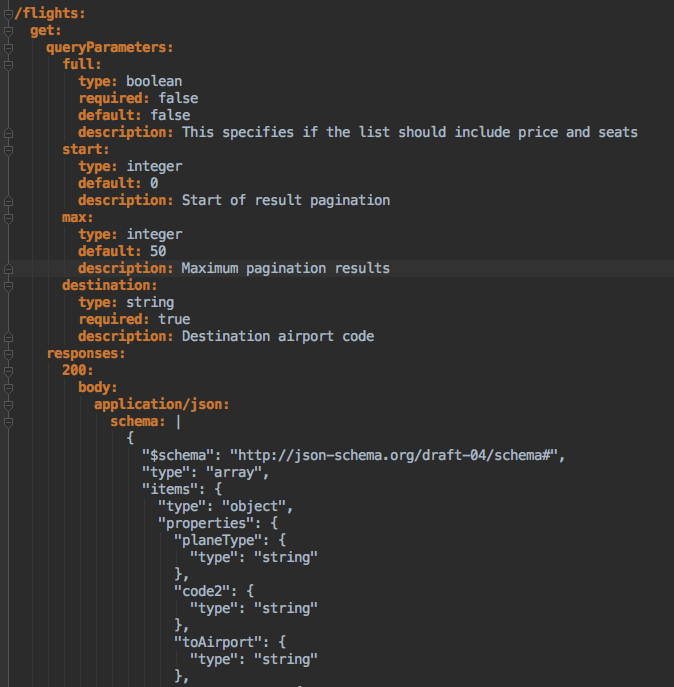 /flights:
  get:
    queryParameters:
      full:
        type: boolean
        required: false
        default: false
        description: This specifies if the list should include price and seats
      start:
        type: integer
        default: 0
        description: Start of result pagination
      max:
        type: integer
        default: 50
        description: Maximum pagination results
      destination:
        type: string
        required: true
        description: Destination airport code
    responses:
      200:
        body:
          application/json:
            schema: |
              {
                "$schema": "http://json-schema.org/draft-04/schema#",
                "type": "array",
                "items": {
                  "type": "object",
                  "properties": {
                    "planeType": {
                      "type": "string"
                    },
                    "code2": {
                      "type": "string"
                    },
                    "toAirport": {
                      "type": "string"
                    },